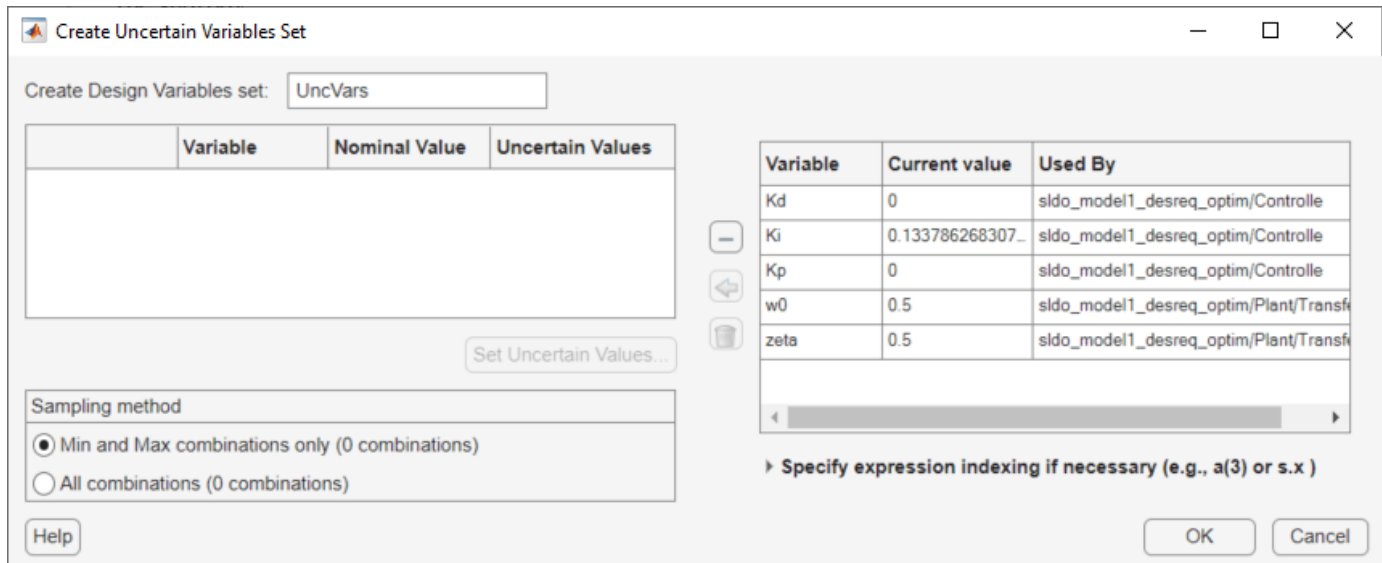 Create Uncertain Variables Set
Create Design Variables set: UncVars
Variable Nominal Value Uncertain Values
Set Uncertain Values...
Sampling method
Min and Max combinations only (0 combinations)
All combinations (0 combinations)
Variable Current value Used By
Kd 0 sldo_model1_desreq_optim/Controlle
Ki 0.133786268307... sldo_model1_desreq_optim/Controlle
Kp 0 sldo_model1_desreq_optim/Controlle
w0 0.5 sldo_model1_desreq_optim/Plant/Transfe
zeta 0.5 sldo_model1_desreq_optim/Plant/Transfe
Specify expression indexing if necessary (e.g., a(3) or s.x )
Help OK Cancel